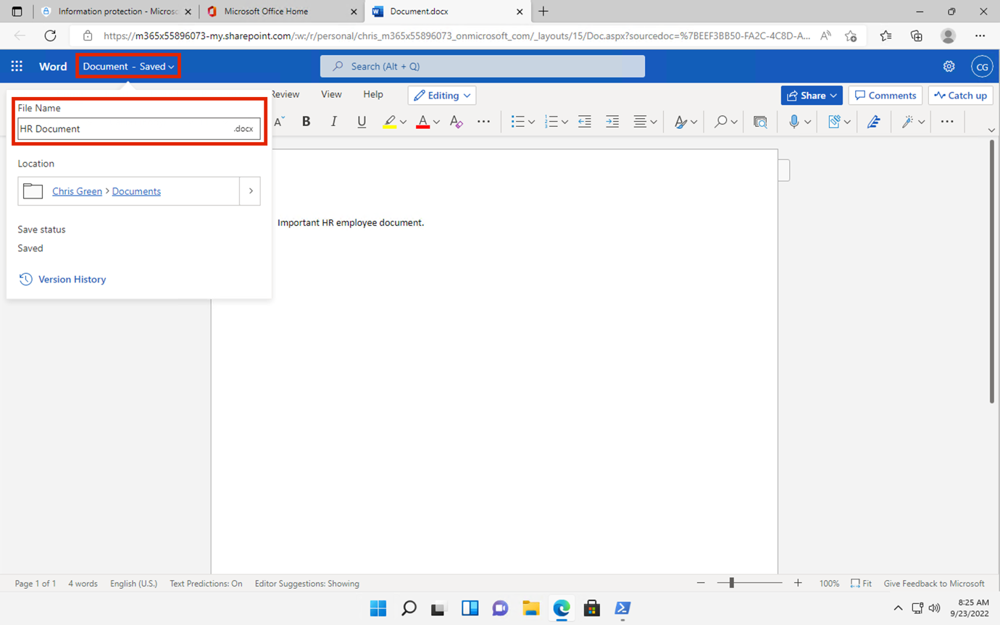 Information protection - Microso
Microsoft Office Home
Document.docx
https://m365x55896073-my.sharepoint.com/:w:/r/personal/chris_m365x55896073_onmicrosoft_com/_layouts/15/Doc.aspx?sourcedoc=%7BEEF3BB50-FA2C-4C8D-A...
Word
Document - Saved
Search (Alt + Q)
CG
Review View Help Editing Share Comments Catch up
File Name
HR Document .docx
Location
Chris Green > Documents
Save status
Saved
Version History
Important HR employee document.
Page 1 of 1 4 words English (U.S.) Text Predictions: On Editor Suggestions: Showing 100% Fit Give Feedback to Microsoft
8:25 AM
9/23/2022